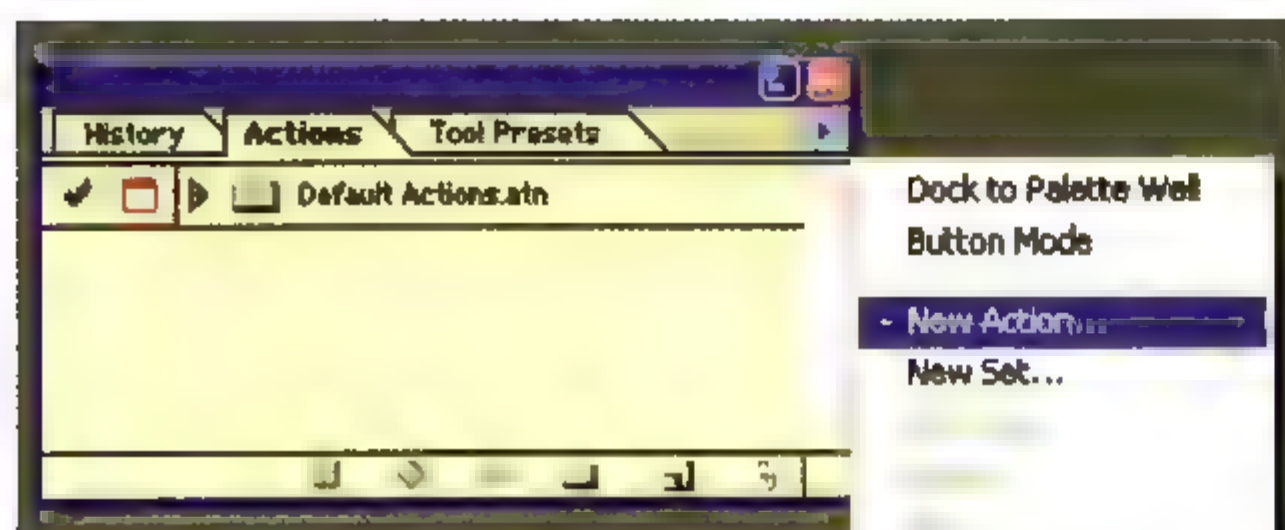 History Actions Tool Presets
Default Actions.atn
Dock to Palette Well
Button Mode
New Action...
New Set...